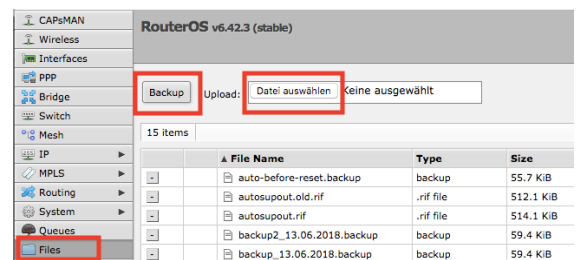 CAPsMAN
Wireless
Interfaces
PPP
Bridge
Switch
Mesh
IP
MPLS
Routing
System
Queues
Files
RouterOS v6.42.3 (stable)
Backup Upload: Datei auswählen Keine ausgewählt
15 items
▲ File Name Type Size
- auto-before-reset.backup backup 55.7 KiB
- autosupout.old.rif .rif file 512.1 KiB
- autosupout.rif .rif file 514.1 KiB
- backup2_13.06.2018.backup backup 59.4 KiB
- backup_13.06.2018.backup backup 59.4 KiB